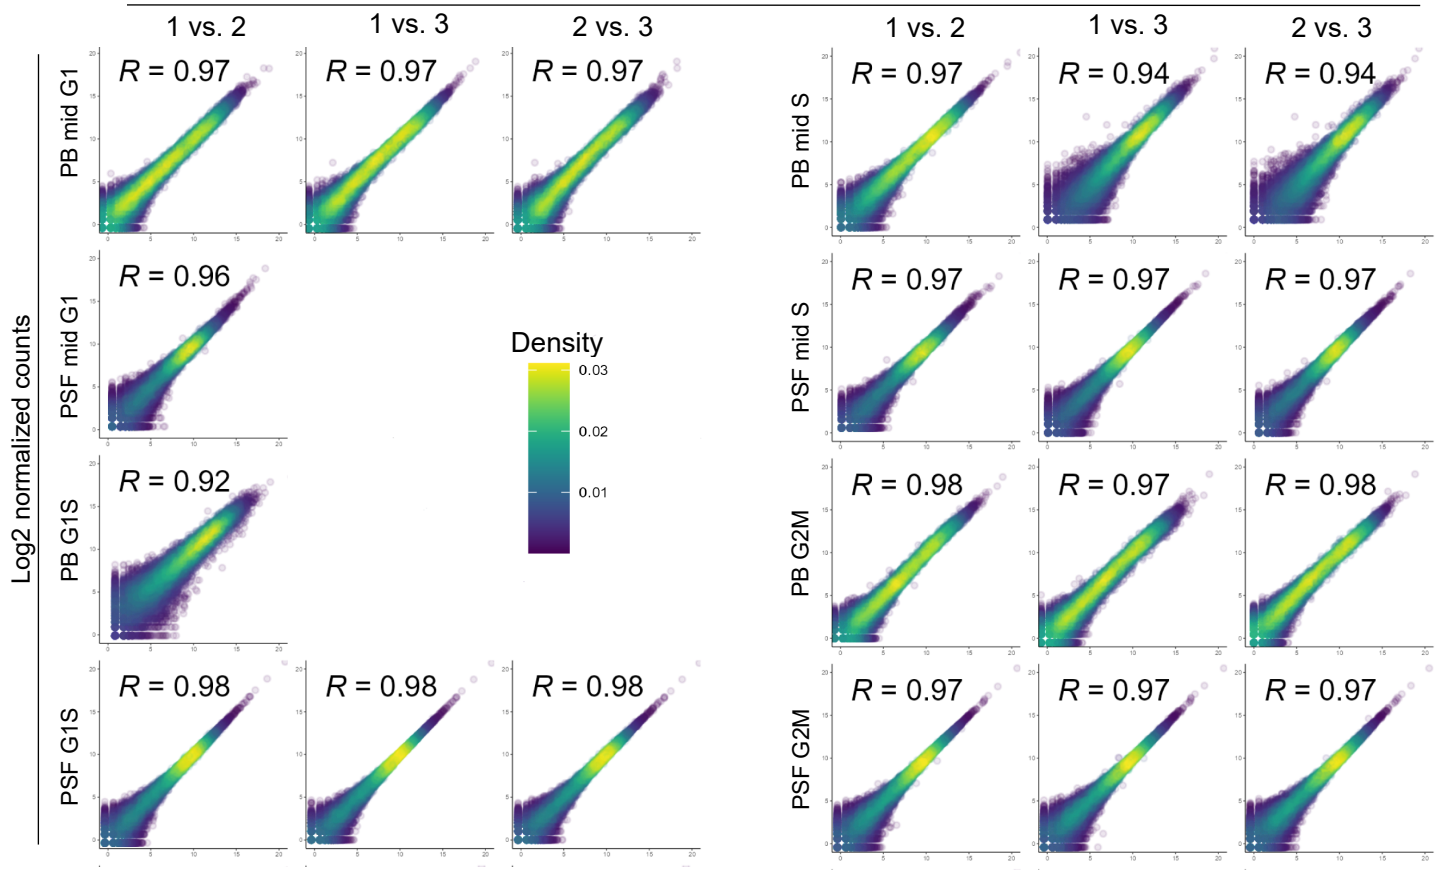 1 vs. 2
1 vs. 3
2 vs. 3
1 vs. 2
1 vs. 3
2 vs. 3
Log2 normalized counts
PB mid G1
R = 0.97
R = 0.97
R = 0.97
PB mid S
R = 0.97
R = 0.94
R = 0.94
PSF mid G1
R = 0.96
PSF mid S
R = 0.97
R = 0.97
R = 0.97
Density
0.03
0.02
0.01
PB G1S
R = 0.92
PB G2M
R = 0.98
R = 0.97
R = 0.98
PSF G1S
R = 0.98
R = 0.98
R = 0.98
PSF G2M
R = 0.97
R = 0.97
R = 0.97